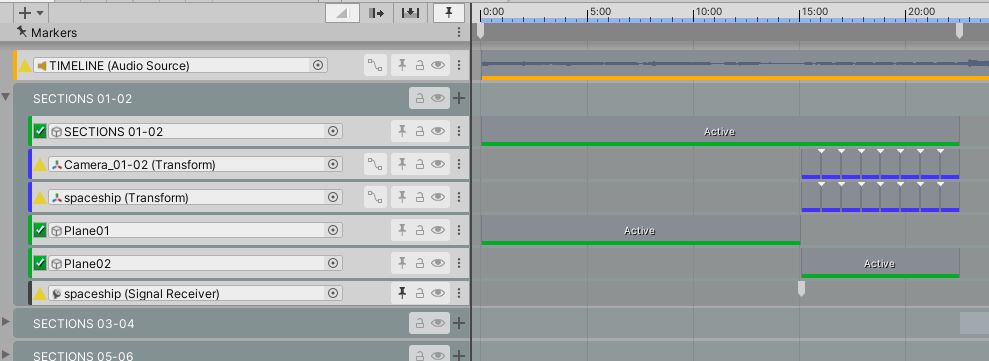 0:00 5:00 10:00 15:00 20:00
Markers
TIMELINE (Audio Source)
SECTIONS 01-02
SECTIONS 01-02 Active
Camera_01-02 (Transform)
spaceship (Transform)
Plane01 Active
Plane02 Active
spaceship (Signal Receiver)
SECTIONS 03-04
SECTIONS 05-06